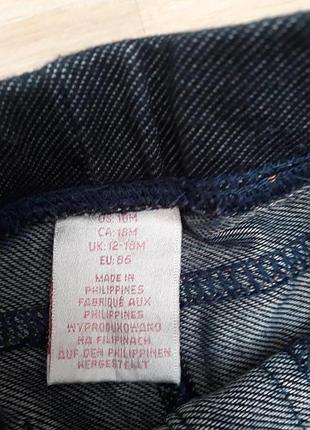 US: 18M
CA: 18M
UK: 12-18M
EU: 86
MADE IN
PHILIPPINES
FABRIQUÉ AUX
PHILIPPINES
WYPRODUKOWANO
NA FILIPINACH
AUF DEN PHILIPPINEN
HERGESTELLT